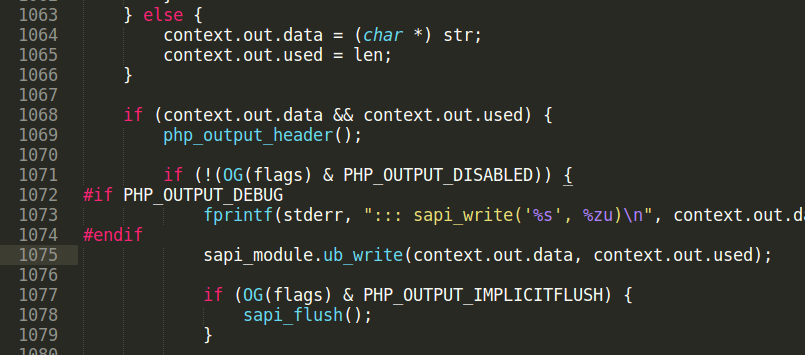 1063 } else {
1064 context.out.data = (char *) str;
1065 context.out.used = len;
1066 }
1067
1068 if (context.out.data && context.out.used) {
1069 php_output_header();
1070
1071 if (!(OG(flags) & PHP_OUTPUT_DISABLED)) {
1072 #if PHP_OUTPUT_DEBUG
1073 fprintf(stderr, "::: sapi_write('%s', %zu)\n", context.out.da
1074 #endif
1075 sapi_module.ub_write(context.out.data, context.out.used);
1076
1077 if (OG(flags) & PHP_OUTPUT_IMPLICITFLUSH) {
1078 sapi_flush();
1079 }